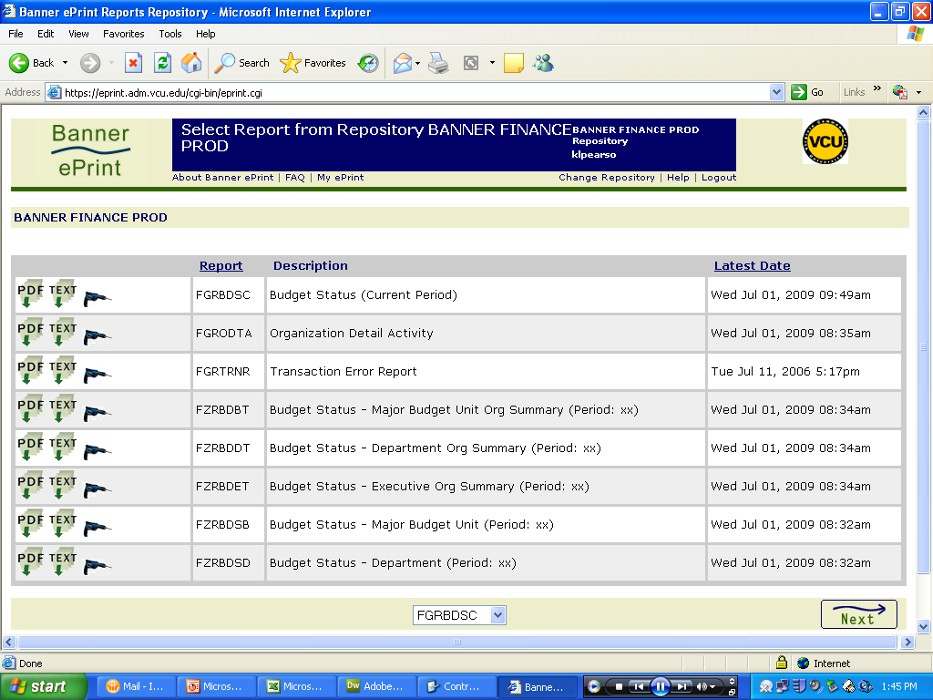 Banner ePrint Reports Repository - Microsoft Internet Explorer
File Edit View Favorites Tools Help
Back Search Favorites
Address https://eprint.adm.vcu.edu/cgi-bin/eprint.cgi Go Links »
Banner
ePrint
Select Report from Repository BANNER FINANCE
PROD
BANNER FINANCE PROD
Repository
klpearso
VCU
About Banner ePrint | FAQ | My ePrint
Change Repository | Help | Logout
BANNER FINANCE PROD
Report Description Latest Date
PDF TEXT FGRBDSC Budget Status (Current Period) Wed Jul 01, 2009 09:49am
PDF TEXT FGRODTA Organization Detail Activity Wed Jul 01, 2009 08:35am
PDF TEXT FGRTRNR Transaction Error Report Tue Jul 11, 2006 5:17pm
PDF TEXT FZRBDBT Budget Status - Major Budget Unit Org Summary (Period: xx) Wed Jul 01, 2009 08:34am
PDF TEXT FZRBDDT Budget Status - Department Org Summary (Period: xx) Wed Jul 01, 2009 08:34am
PDF TEXT FZRBDET Budget Status - Executive Org Summary (Period: xx) Wed Jul 01, 2009 08:34am
PDF TEXT FZRBDSB Budget Status - Major Budget Unit (Period: xx) Wed Jul 01, 2009 08:32am
PDF TEXT FZRBDSD Budget Status - Department (Period: xx) Wed Jul 01, 2009 08:32am
FGRBDSC
Next
Done Internet
start Mail - I... Micros... Micros... Adobe... Contr... Banne... 1:45 PM